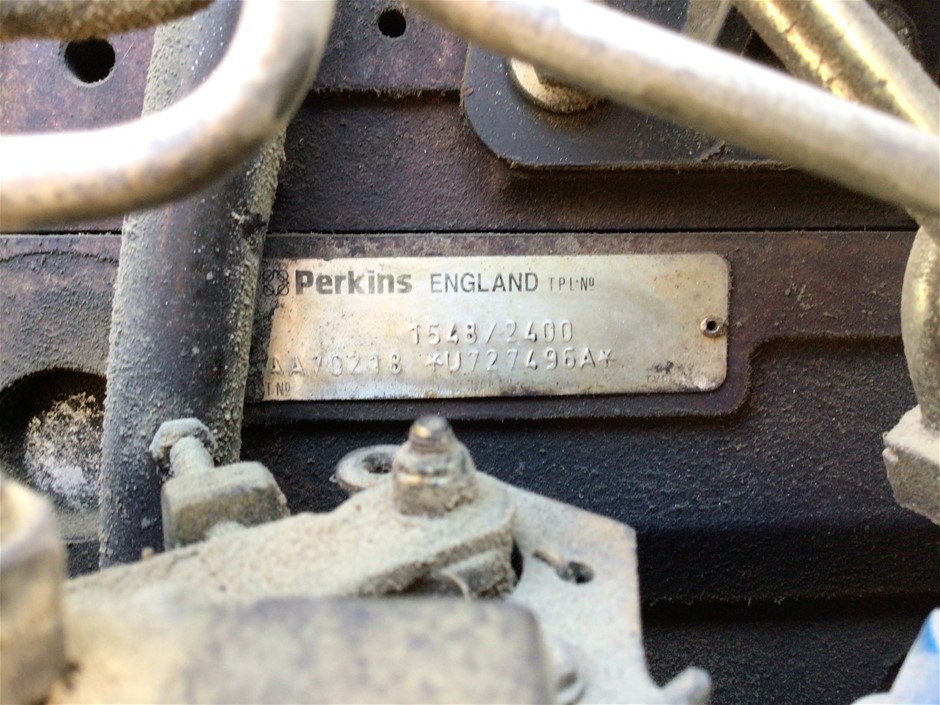 Perkins ENGLAND TPL·Nº
1548/2400
AA70218 *U727496A*